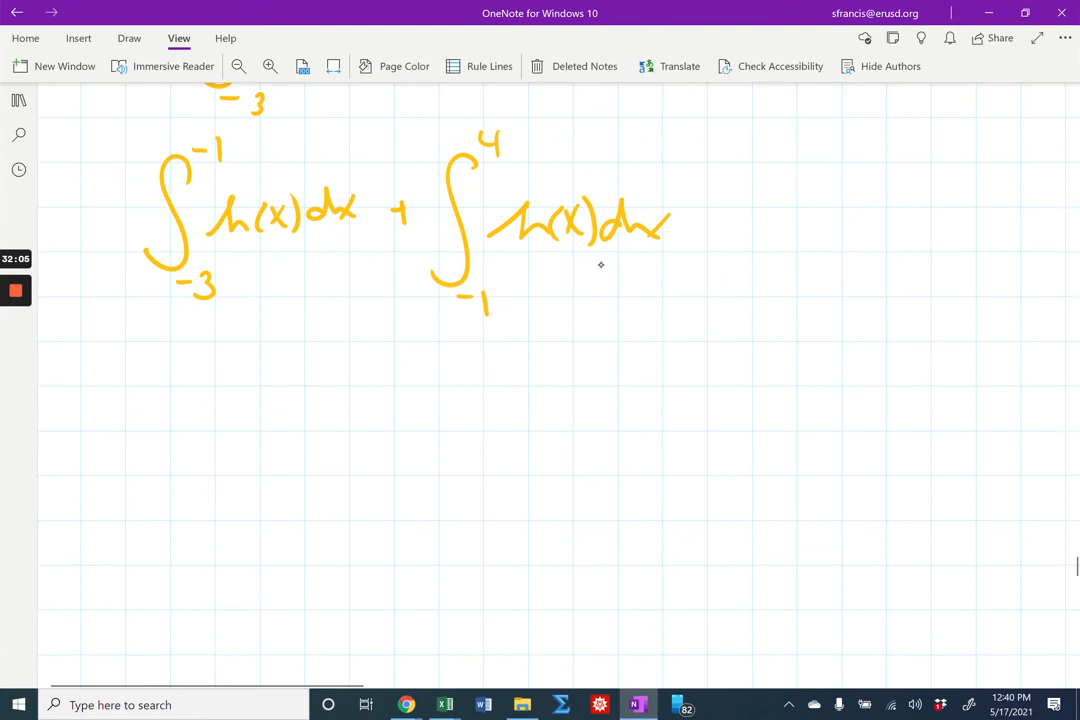 OneNote for Windows 10
sfrancis@erusd.org
Home Insert Draw View Help
Share
New Window Immersive Reader Page Color Rule Lines Deleted Notes Translate Check Accessibility Hide Authors
-3
∫_{-3}^{-1} h(x)dx + ∫_{-1}^{4} h(x)dx
32:05
Type here to search
82
12:40 PM
5/17/2021